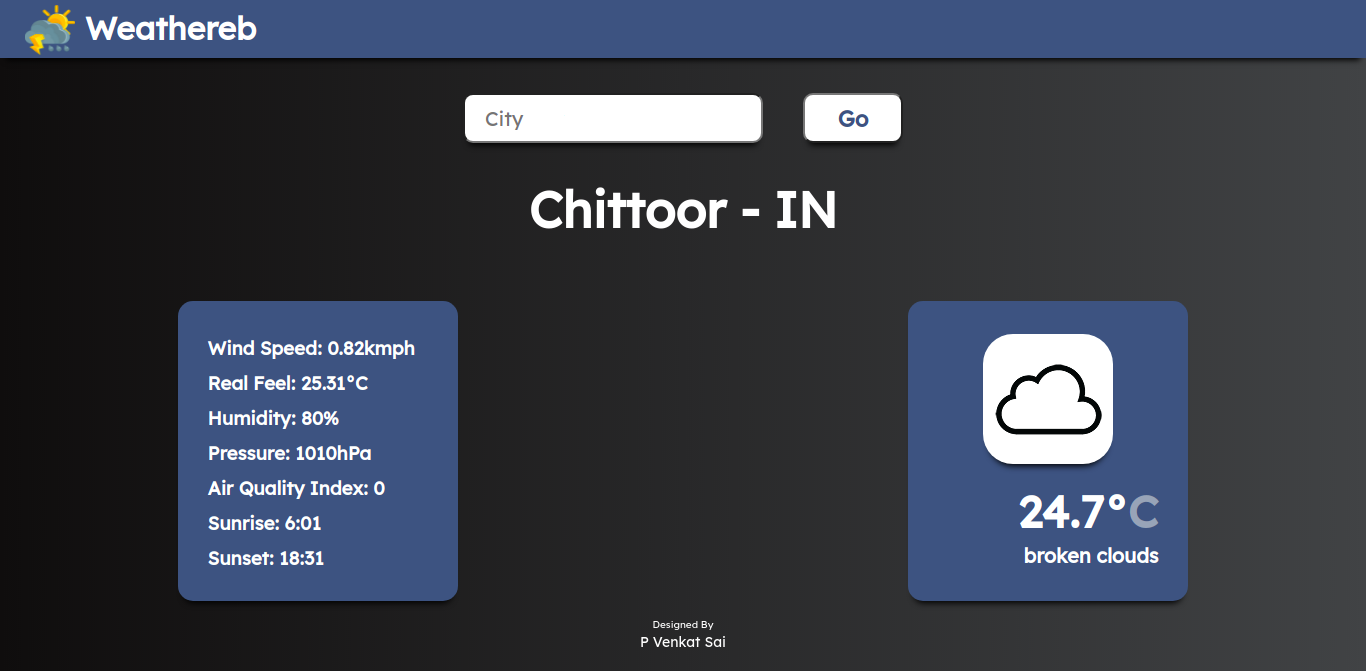 Weathereb
City
Go
Chittoor - IN
Wind Speed: 0.82kmph
Real Feel: 25.31°C
Humidity: 80%
Pressure: 1010hPa
Air Quality Index: 0
Sunrise: 6:01
Sunset: 18:31
24.7°C
broken clouds
Designed By
P Venkat Sai